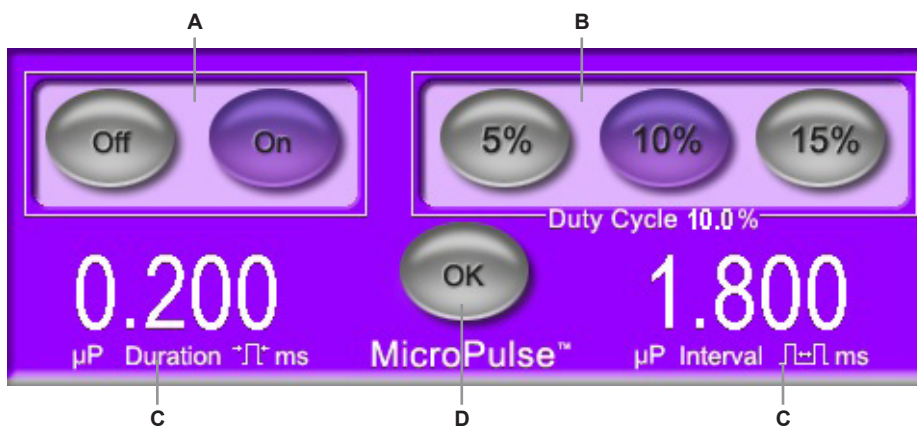 A B
Off On 5% 10% 15%
Duty Cycle 10.0 %
OK
0.200 1.800
µP Duration ms MicroPulse™ µP Interval ms
C D C